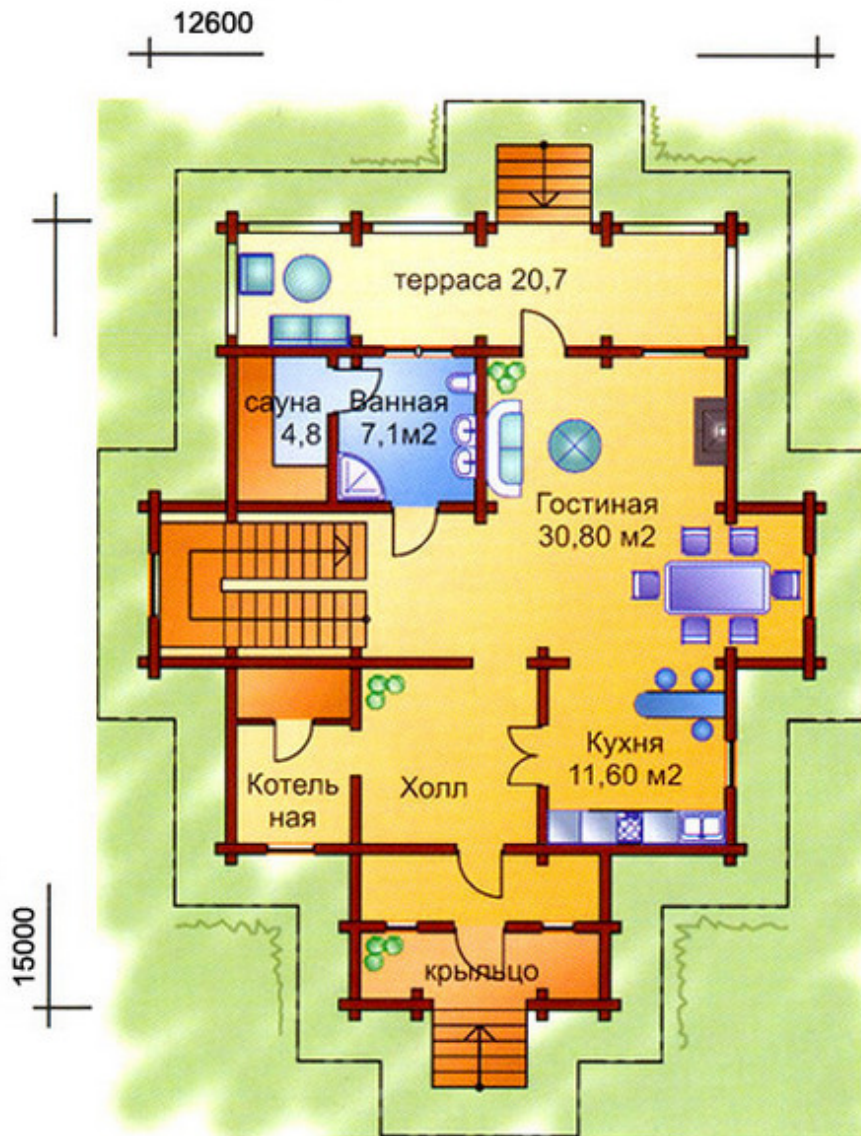 12600
терраса 20,7
сауна
4,8
Ванная
7,1м2
Гостиная
30,80 м2
Кухня
11,60 м2
Котель
ная
Холл
15000
крыльцо